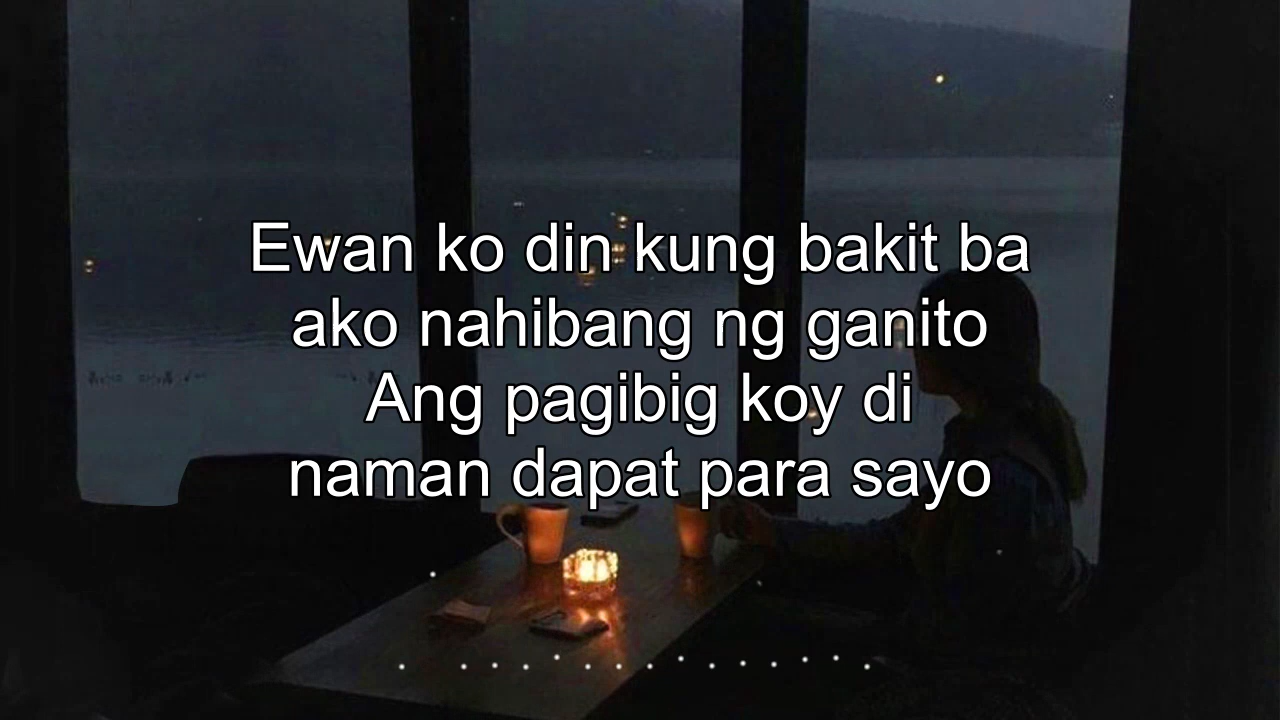 Ewan ko din kung bakit ba
ako nahibang ng ganito
Ang pagibig koy di
naman dapat para sayo